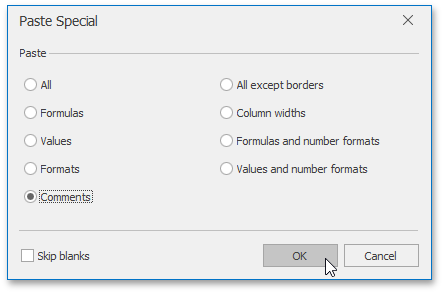 Paste Special
Paste
All
All except borders
Formulas
Column widths
Values
Formulas and number formats
Formats
Values and number formats
Comments
Skip blanks
OK
Cancel